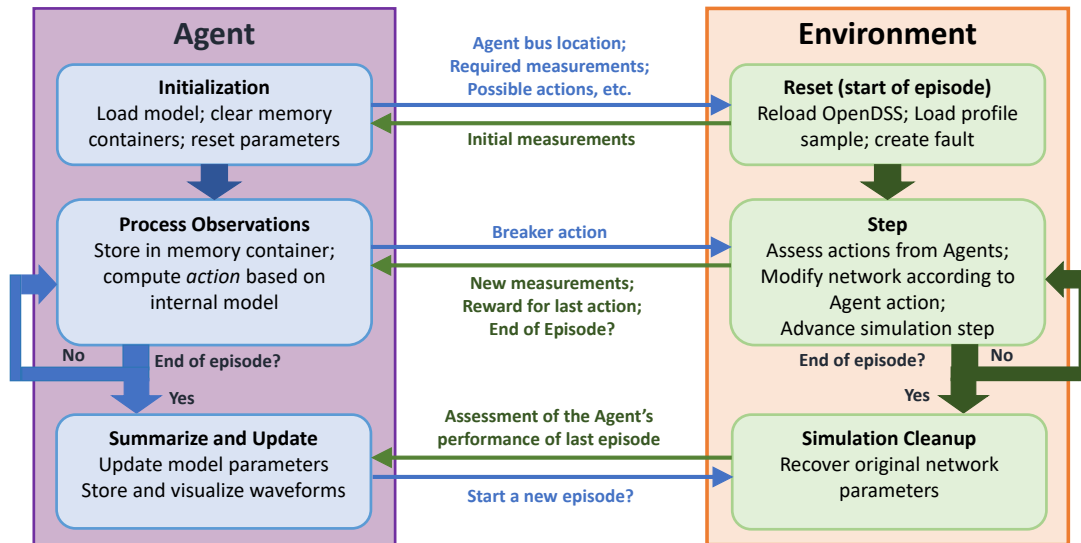 Agent
Initialization
Load model; clear memory
containers; reset parameters
Process Observations
Store in memory container;
compute action based on
internal model
No
End of episode?
Yes
Summarize and Update
Update model parameters
Store and visualize waveforms
Agent bus location;
Required measurements;
Possible actions, etc.
Initial measurements
Breaker action
New measurements;
Reward for last action;
End of Episode?
Assessment of the Agent's
performance of last episode
Start a new episode?
Environment
Reset (start of episode)
Reload OpenDSS; Load profile
sample; create fault
Step
Assess actions from Agents;
Modify network according to
Agent action;
Advance simulation step
End of episode?
No
Yes
Simulation Cleanup
Recover original network
parameters